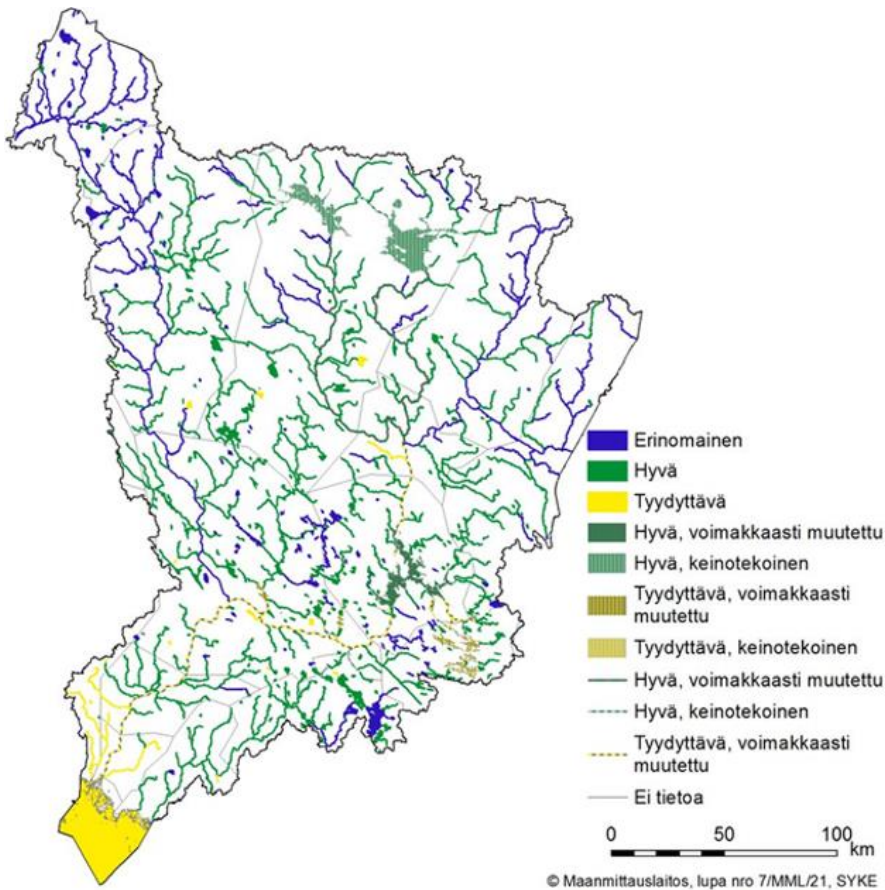 Erinomainen
Hyvä
Tyydyttävä
Hyvä, voimakkaasti muutettu
Hyvä, keinotekoinen
Tyydyttävä, voimakkaasti
muutettu
Tyydyttävä, keinotekoinen
Hyvä, voimakkaasti muutettu
Hyvä, keinotekoinen
Tyydyttävä, voimakkaasti
muutettu
Ei tietoa
0 50 100
km
© Maanmittauslaitos, lupa nro 7/MML/21, SYKE